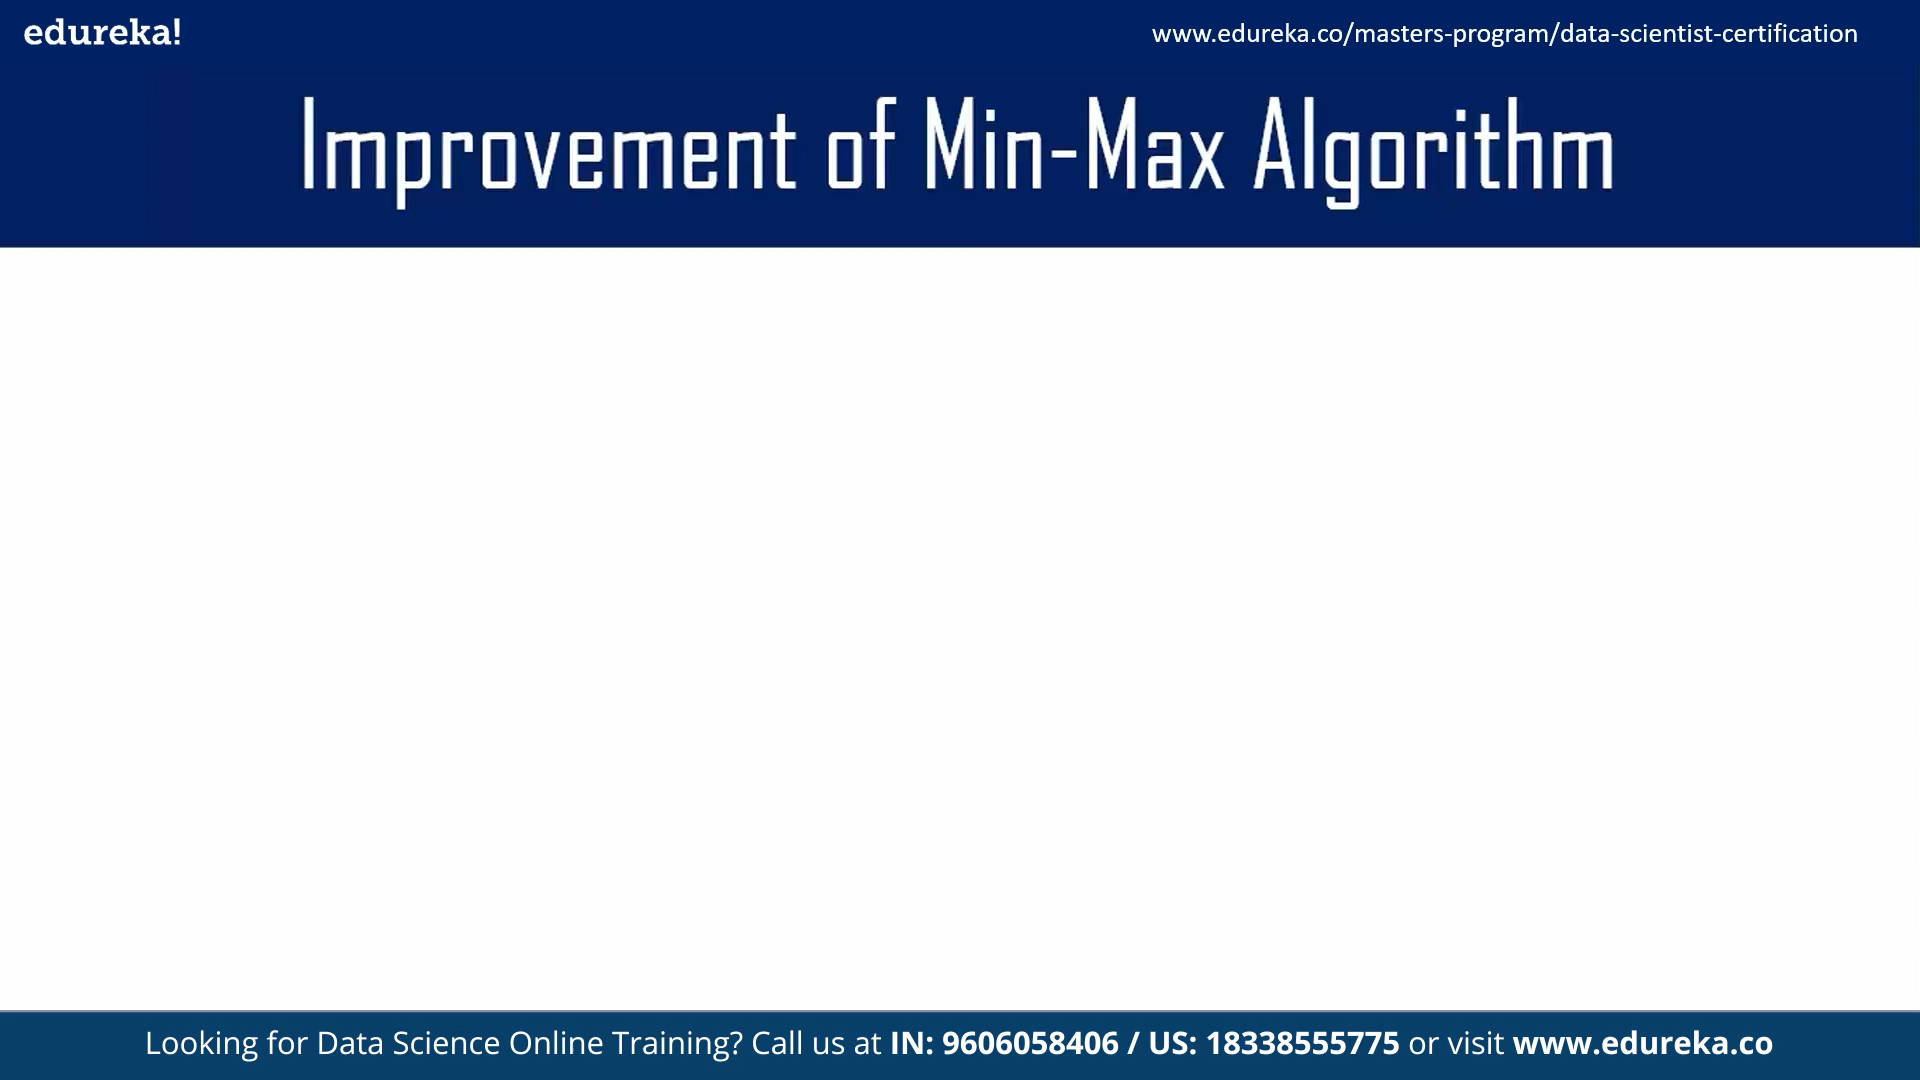 edureka!
www.edureka.co/masters-program/data-scientist-certification
Improvement of Min-Max Algorithm
Looking for Data Science Online Training? Call us at IN: 9606058406 / US: 18338555775 or visit www.edureka.co